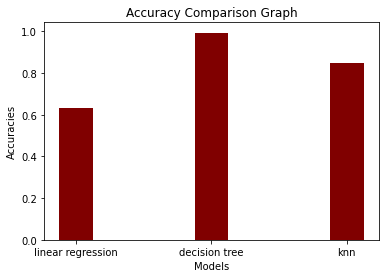 Accuracy Comparison Graph
1.0
0.8
0.6
0.4
0.2
0.0
Accuracies
linear regression
decision tree
knn
Models